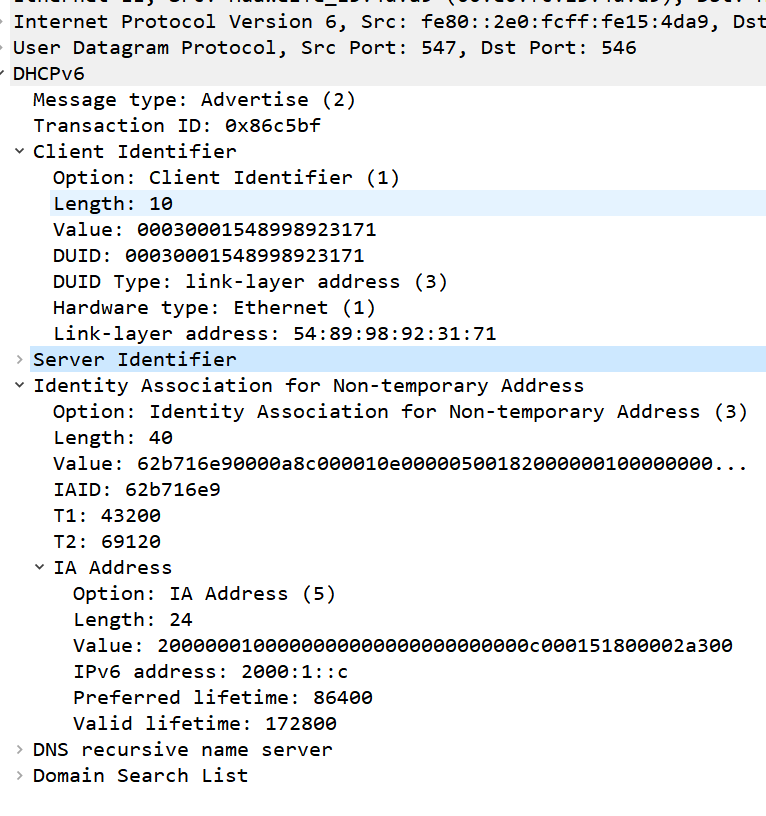 Internet Protocol Version 6, Src: fe80::2e0:fcff:fe15:4da9, Dst
User Datagram Protocol, Src Port: 547, Dst Port: 546
DHCPv6
Message type: Advertise (2)
Transaction ID: 0x86c5bf
Client Identifier
Option: Client Identifier (1)
Length: 10
Value: 00030001548998923171
DUID: 00030001548998923171
DUID Type: link-layer address (3)
Hardware type: Ethernet (1)
Link-layer address: 54:89:98:92:31:71
Server Identifier
Identity Association for Non-temporary Address
Option: Identity Association for Non-temporary Address (3)
Length: 40
Value: 62b716e90000a8c000010e00000500182000000100000000...
IAID: 62b716e9
T1: 43200
T2: 69120
IA Address
Option: IA Address (5)
Length: 24
Value: 2000000100000000000000000000000c000151800002a300
IPv6 address: 2000:1::c
Preferred lifetime: 86400
Valid lifetime: 172800
DNS recursive name server
Domain Search List